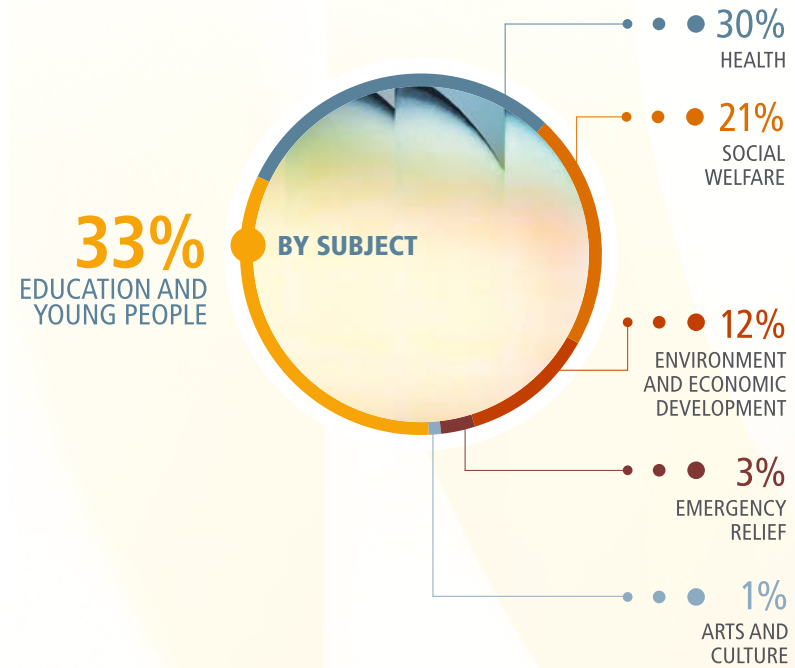 30%
HEALTH
21%
SOCIAL
WELFARE
33%
EDUCATION AND
YOUNG PEOPLE
BY SUBJECT
12%
ENVIRONMENT
AND ECONOMIC
DEVELOPMENT
3%
EMERGENCY
RELIEF
1%
ARTS AND
CULTURE